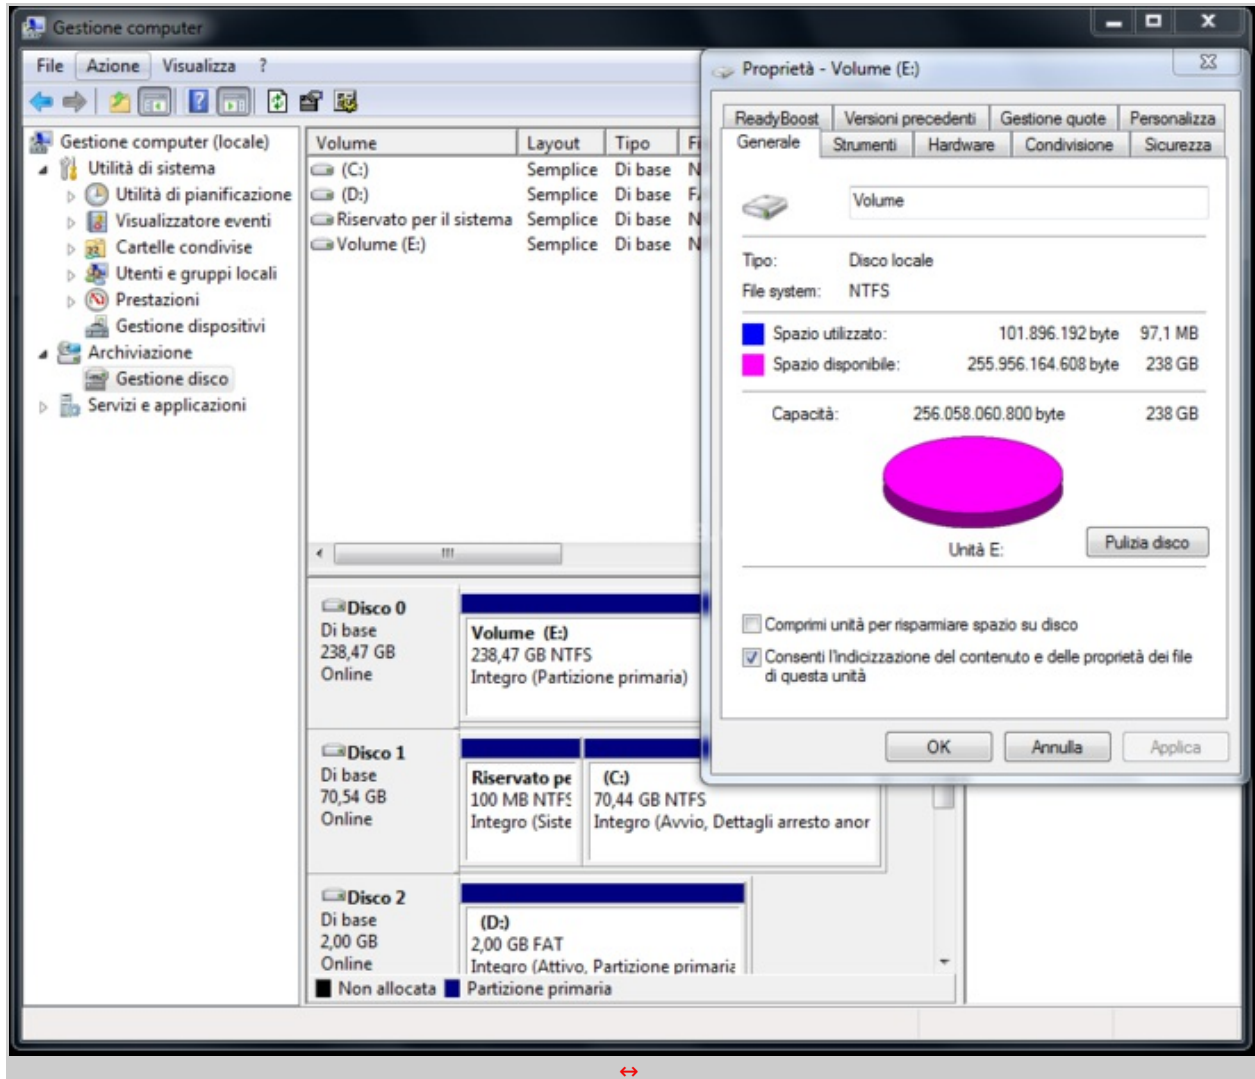 Gestione computer
File Azione Visualizza ?
Gestione computer (locale)
Utilità di sistema
Utilità di pianificazione
Visualizzatore eventi
Cartelle condivise
Utenti e gruppi locali
Prestazioni
Gestione dispositivi
Archiviazione
Gestione disco
Servizi e applicazioni
Volume Layout Tipo
(C:) Semplice Di base N
(D:) Semplice Di base
Riservato per il sistema Semplice Di base N
Volume (E:) Semplice Di base N
Disco 0
Di base
238,47 GB
Online
Volume (E:)
238,47 GB NTFS
Integro (Partizione primaria)
Disco 1
Di base
70,54 GB
Online
Riservato pe
100 MB NTFS
Integro (Siste
(C:)
70,44 GB NTFS
Integro (Avvio, Dettagli arresto anor
Disco 2
Di base
2,00 GB
Online
(D:)
2,00 GB FAT
Integro (Attivo, Partizione primaria
Non allocata Partizione primaria
Proprietà - Volume (E:)
ReadyBoost Versioni precedenti Gestione quote Personalizza
Generale Strumenti Hardware Condivisione Sicurezza
Volume
Tipo: Disco locale
File system: NTFS
Spazio utilizzato: 101.896.192 byte 97,1 MB
Spazio disponibile: 255.956.164.608 byte 238 GB
Capacità: 256.058.060.800 byte 238 GB
Unità E:
Pulizia disco
Comprimi unità per risparmiare spazio su disco
Consenti l'indicizzazione del contenuto e delle proprietà dei file
di questa unità
OK Annulla Applica